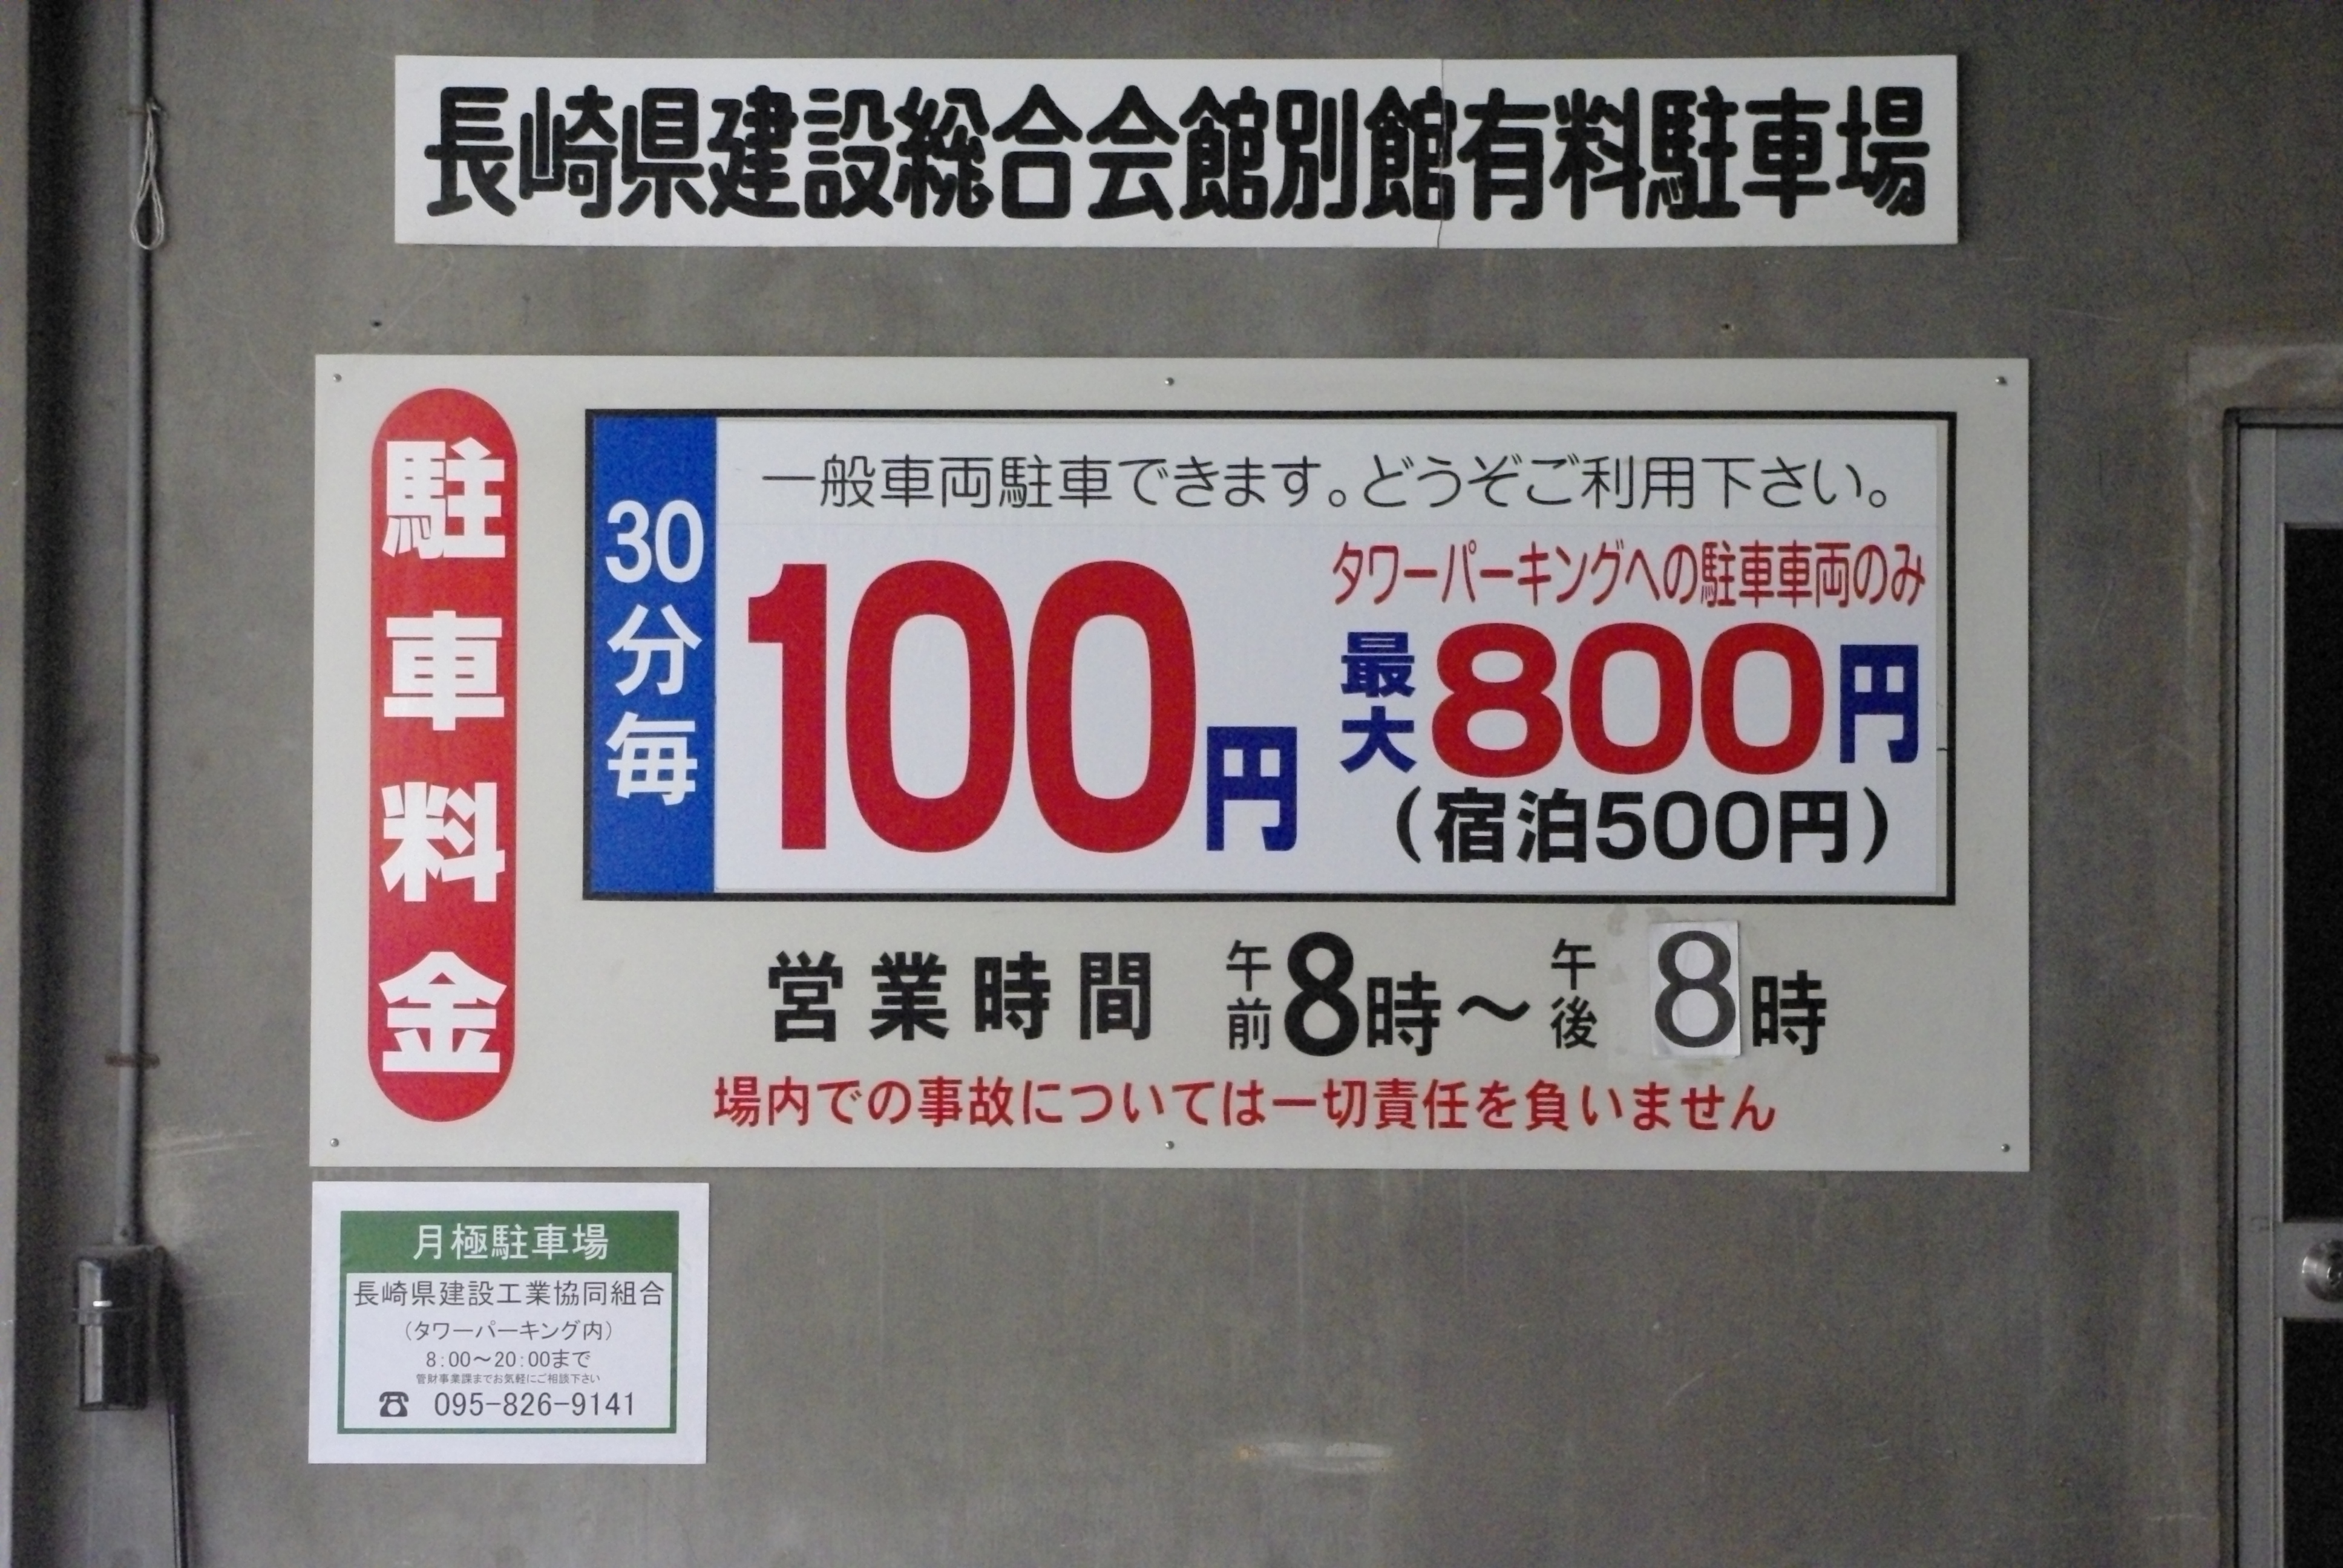 長崎県建設総合会館別館有料駐車場
駐車料金
30分毎
一般車両駐車できます。どうぞご利用下さい。
100円
タワーパーキングへの駐車車両のみ
最大800円
(宿泊500円)
営業時間 午前8時〜午後8時
場内での事故については一切責任を負いません
月極駐車場
長崎県建設工業協同組合
(タワーパーキング内)
8:00〜20:00まで
管財事業課までお気軽にご相談下さい
☎ 095-826-9141